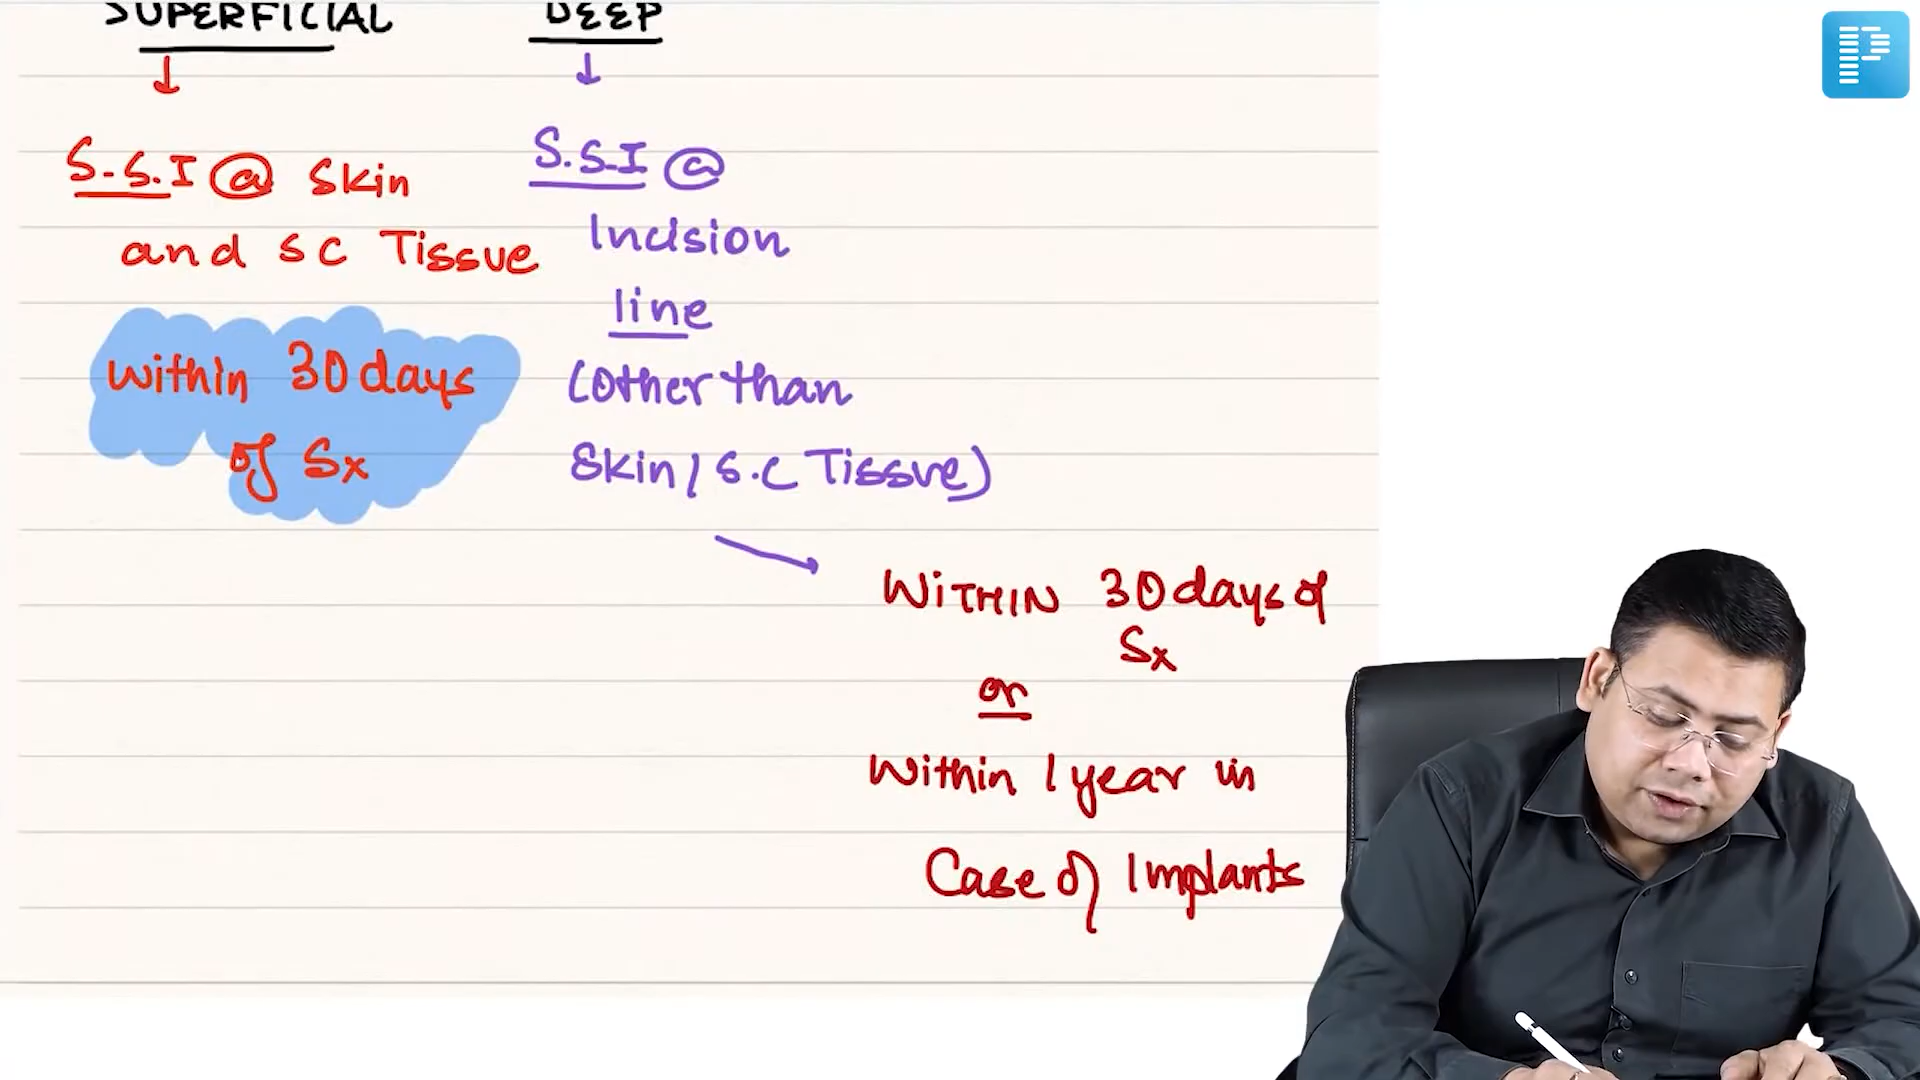 SUPERFICIAL
↓
S.S.I @ Skin
and SC Tissue
Within 30 days
of Sx
DEEP
↓
S.S.I @
Incision
line
(other than
Skin / S.C Tissue)
WITHIN 30 days of
Sx
or
Within 1 year in
Case of Implants
P